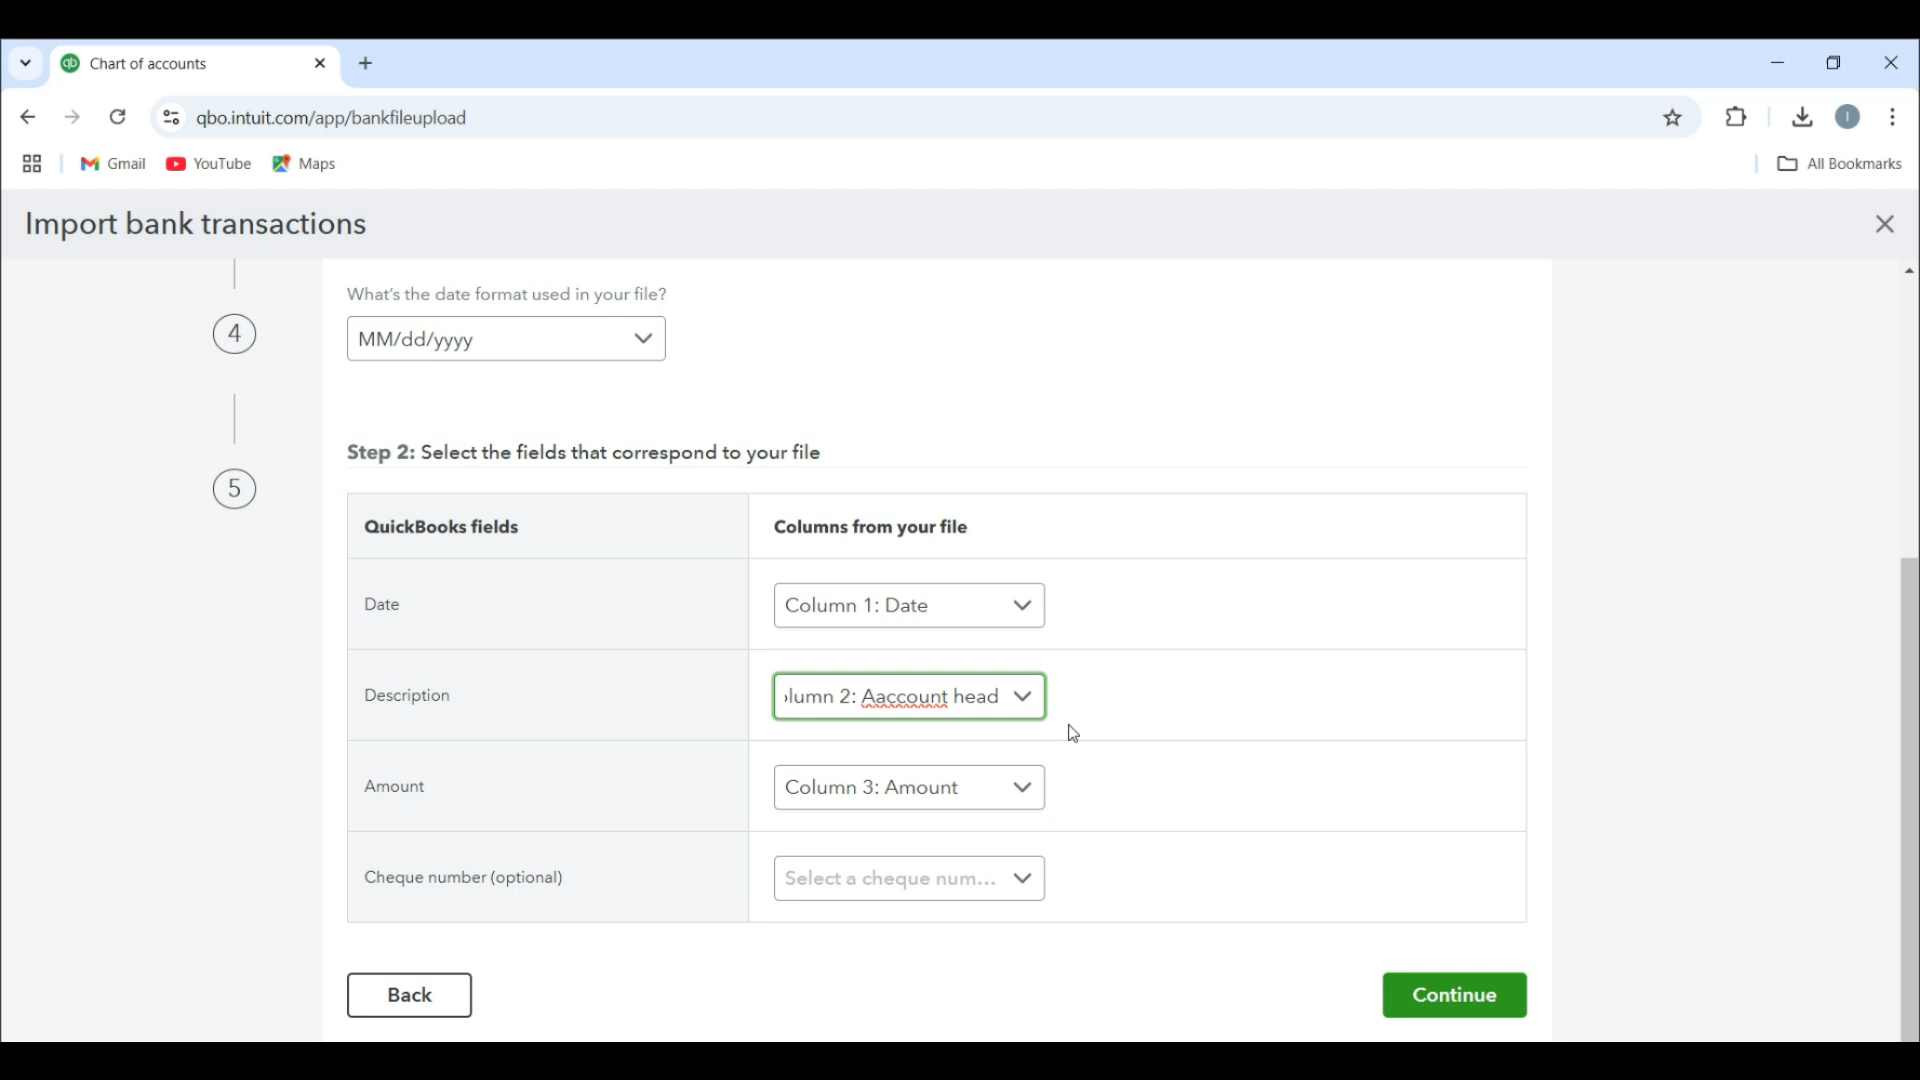 Chart of accounts
qbo.intuit.com/app/bankfileupload
I
Gmail YouTube Maps All Bookmarks
Import bank transactions
What's the date format used in your file?
4
MM/dd/yyyy
Step 2: Select the fields that correspond to your file
5
QuickBooks fields Columns from your file
Date Column 1: Date
Description olumn 2: Aaccount head
Amount Column 3: Amount
Cheque number (optional) Select a cheque num...
Back Continue